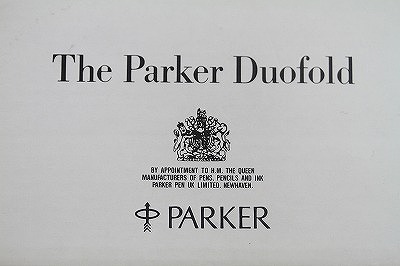 The Parker Duofold
BY APPOINTMENT TO H.M. THE QUEEN
MANUFACTURERS OF PENS, PENCILS AND INK
PARKER PEN UK LIMITED, NEWHAVEN.
PARKER